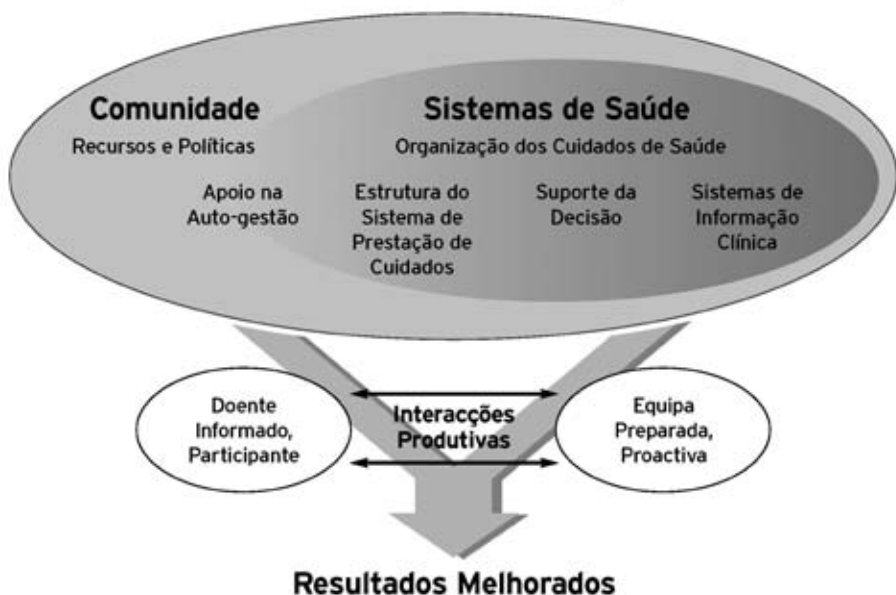 Comunidade
Recursos e Políticas
Sistemas de Saúde
Organização dos Cuidados de Saúde
Apoio na
Auto-gestão
Estrutura do
Sistema de
Prestação de
Cuidados
Suporte da
Decisão
Sistemas de
Informação
Clínica
Doente
Informado,
Participante
Interacções
Produtivas
Equipa
Preparada,
Proactiva
Resultados Melhorados